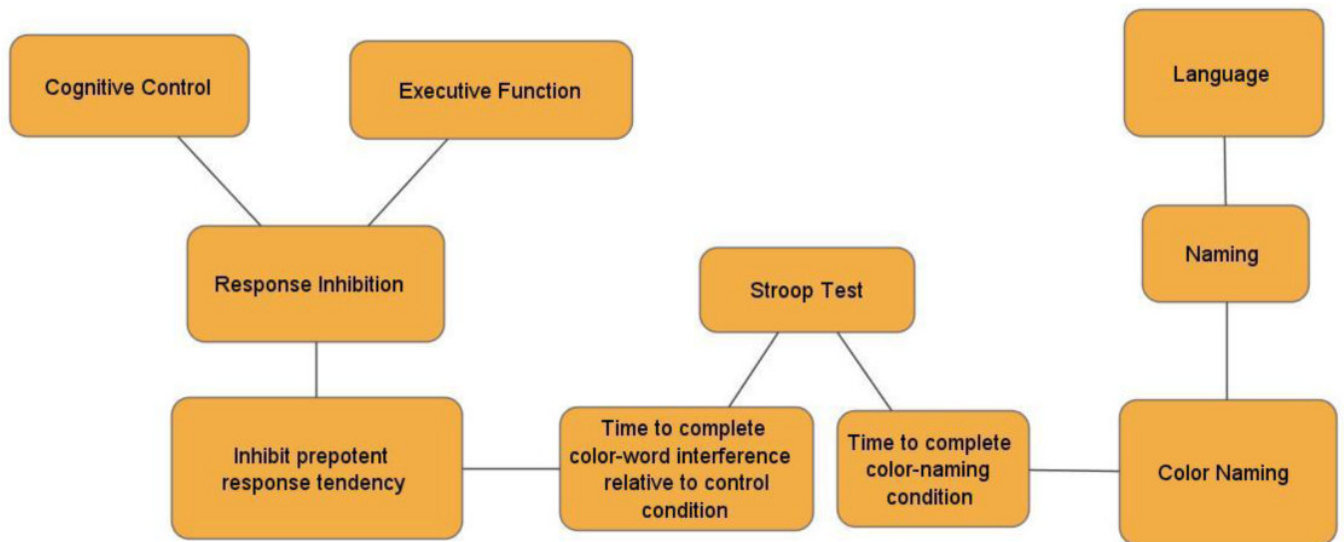 Cognitive Control
Executive Function
Language
Response Inhibition
Stroop Test
Naming
Inhibit prepotent
response tendency
Time to complete
color-word interference
relative to control
condition
Time to complete
color-naming
condition
Color Naming